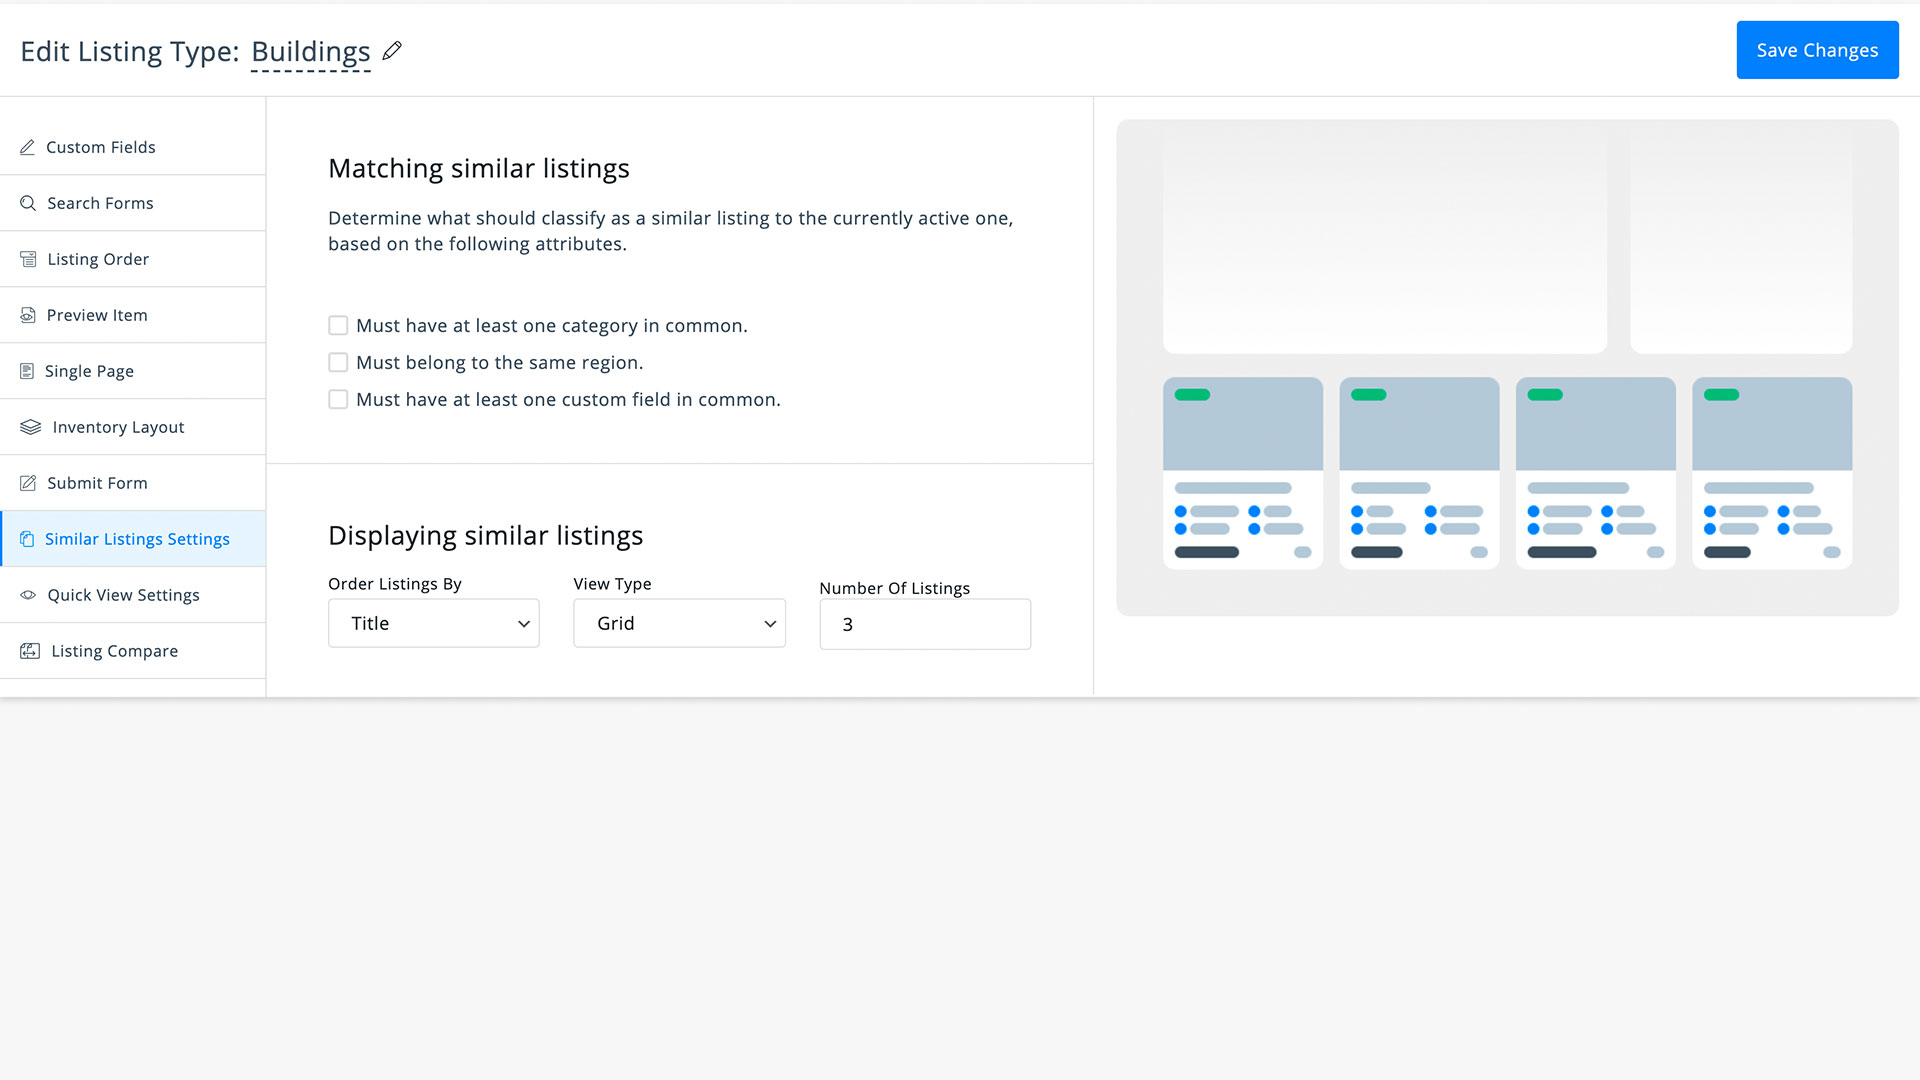 Edit Listing Type: Buildings
Save Changes
Custom Fields
Search Forms
Listing Order
Preview Item
Single Page
Inventory Layout
Submit Form
Similar Listings Settings
Quick View Settings
Listing Compare
Matching similar listings
Determine what should classify as a similar listing to the currently active one,
based on the following attributes.
Must have at least one category in common.
Must belong to the same region.
Must have at least one custom field in common.
Displaying similar listings
Order Listings By
View Type
Number Of Listings
Title
Grid
3